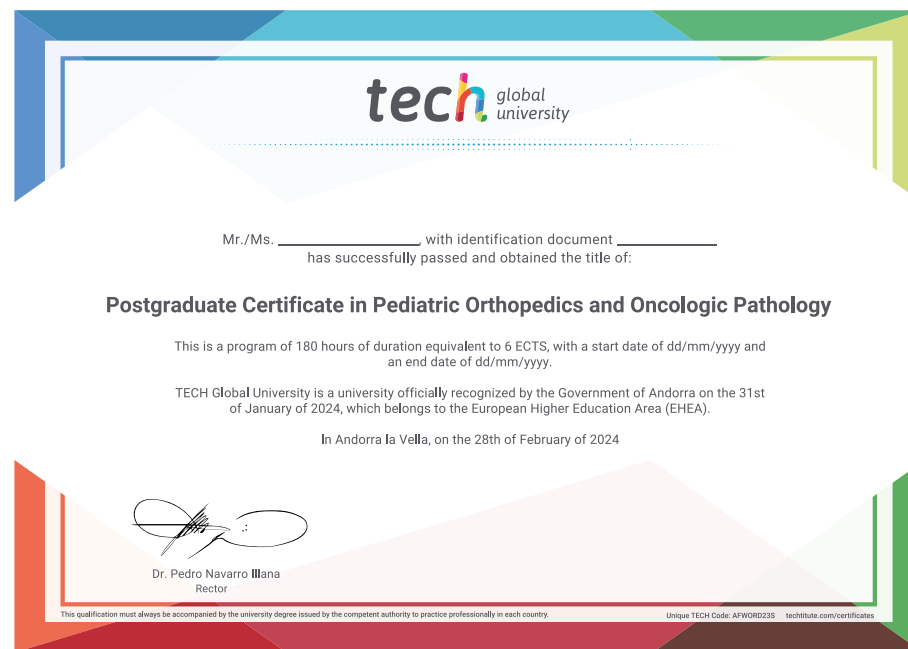 tech global university
Mr./Ms. ____________________, with identification document ______________
has successfully passed and obtained the title of:
Postgraduate Certificate in Pediatric Orthopedics and Oncologic Pathology
This is a program of 180 hours of duration equivalent to 6 ECTS, with a start date of dd/mm/yyyy and
an end date of dd/mm/yyyy.
TECH Global University is a university officially recognized by the Government of Andorra on the 31st
of January of 2024, which belongs to the European Higher Education Area (EHEA).
In Andorra la Vella, on the 28th of February of 2024
Dr. Pedro Navarro Illana
Rector
This qualification must always be accompanied by the university degree issued by the competent authority to practice professionally in each country.
Unique TECH Code: AFWORD23S techtitute.com/certificates